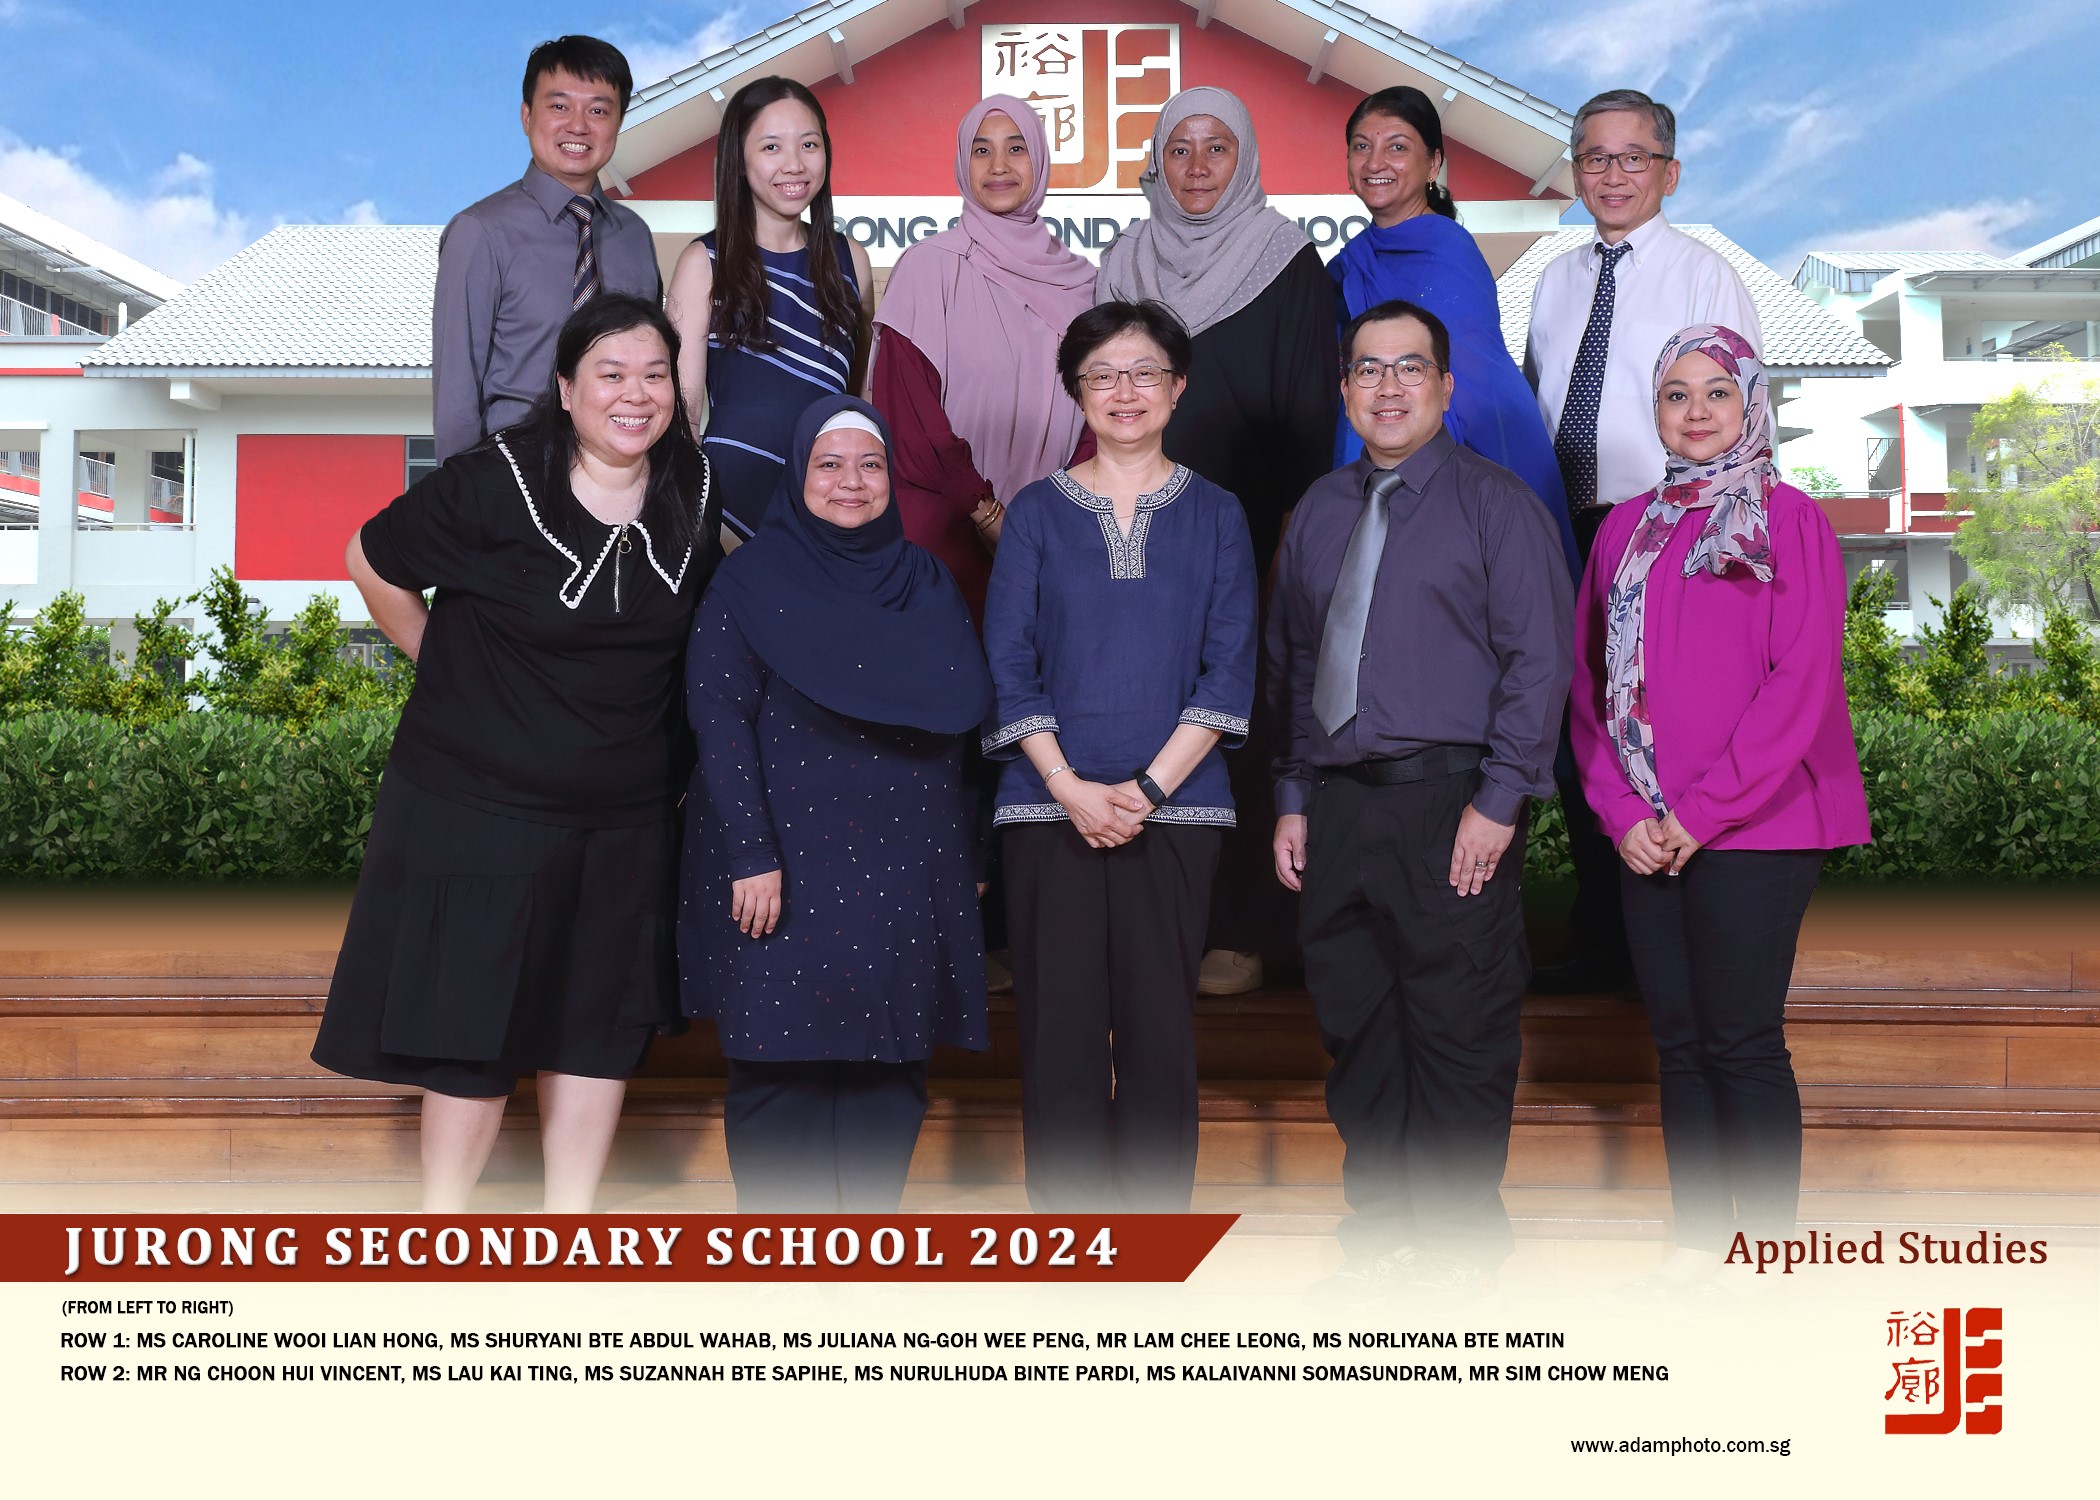 裕
廊
JSS
JURONG SECONDARY SCHOOL 2024
Applied Studies
(FROM LEFT TO RIGHT)
ROW 1: MS CAROLINE WOOI LIAN HONG, MS SHURYANI BTE ABDUL WAHAB, MS JULIANA NG-GOH WEE PENG, MR LAM CHEE LEONG, MS NORLIYANA BTE MATIN
ROW 2: MR NG CHOON HUI VINCENT, MS LAU KAI TING, MS SUZANNAH BTE SAPIHE, MS NURULHUDA BINTE PARDI, MS KALAIVANNI SOMASUNDRAM, MR SIM CHOW MENG
裕
廊
JSS
www.adamphoto.com.sg